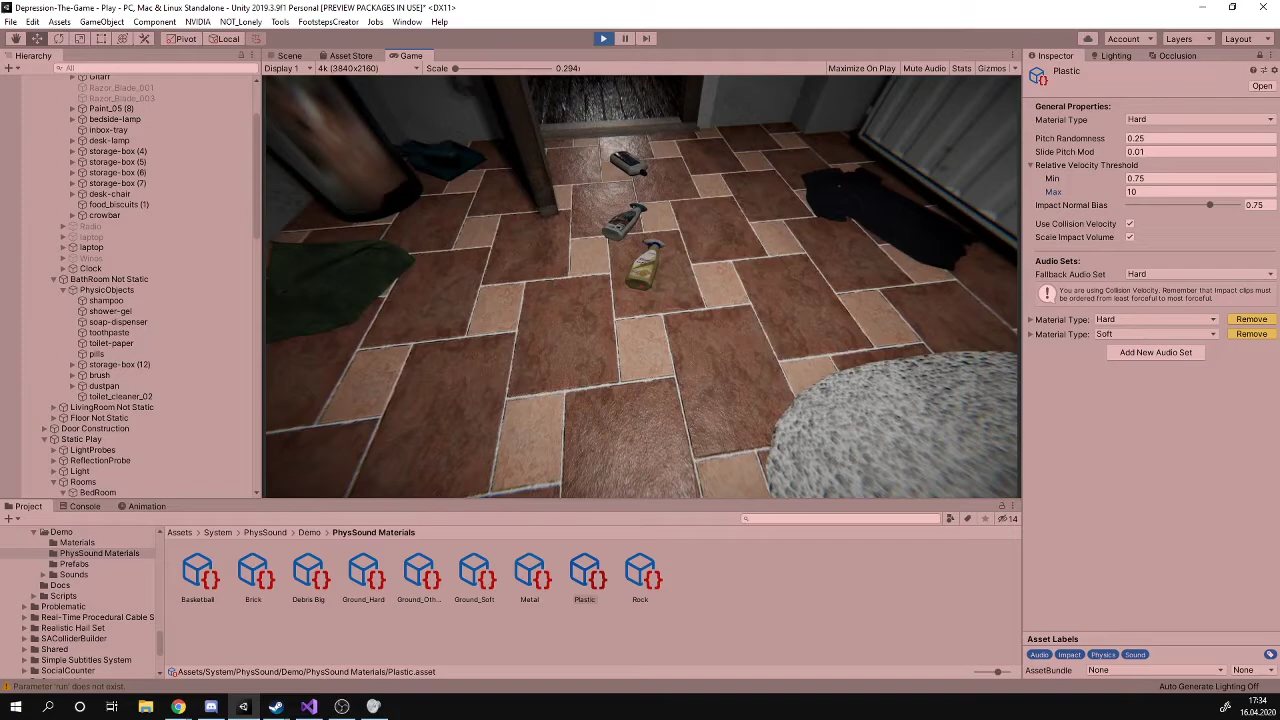 Depression-The-Game - Play - PC, Mac & Linux Standalone - Unity 2019.3.9f1 Personal [PREVIEW PACKAGES IN USE]* <DX11>
File Edit Assets GameObject Component NVIDIA NOT_Lonely Tools FootstepsCreator Jobs Window Help
Pivot Local Account Layers Layout
Hierarchy
All
Gitarr
Razor_Blade_001
Razor_Blade_003
Paint_05 (8)
bedside-lamp
inbox-tray
desk-lamp
storage-box (4)
storage-box (5)
storage-box (6)
storage-box (7)
desk-chair
food_biscuits (1)
crowbar
Radio
laptop
laptop
Clock
BathRoom Not Static
PhysicObjects
shampoo
shower-gel
soap-dispenser
toothpaste
toilet-paper
pills
storage-box (12)
brush
dustpan
toilet_cleaner_02
LivingRoom Not Static
Floor Not Static
Door Construction
Static Play
LightProbes
ReflectionProbe
Light
Rooms
BedRoom
Scene Asset Store Game
Display 1 4k (3840x2160) Scale 0.294x Maximize On Play Mute Audio Stats Gizmos
Inspector Lighting Occlusion
Plastic
Open
General Properties:
Material Type Hard
Pitch Randomness 0.25
Slide Pitch Mod 0.01
Relative Velocity Threshold
Min 0.75
Max 10
Impact Normal Bias 0.75
Use Collision Velocity
Scale Impact Volume
Audio Sets:
Fallback Audio Set Hard
You are using Collision Velocity. Remember that Impact clips must
be ordered from least forceful to most forceful.
Material Type: Hard Remove
Material Type: Soft Remove
Add New Audio Set
Project Console Animation
14
Demo
Materials
PhysSound Materials
Prefabs
Sounds
Docs
Scripts
Problematic
Real-Time Procedural Cable S
Realistic Hail Set
SAColliderBuilder
Shared
Simple Subtitles System
SocialCounter
Assets System PhysSound Demo PhysSound Materials
Basketball Brick Debris Big Ground_Hard Ground_Oth... Ground_Soft Metal Plastic Rock
Assets/System/PhysSound/Demo/PhysSound Materials/Plastic.asset
Asset Labels
Audio Impact Physics Sound
AssetBundle None None
Parameter 'run' does not exist.
Auto Generate Lighting Off
17:34
16.04.2020